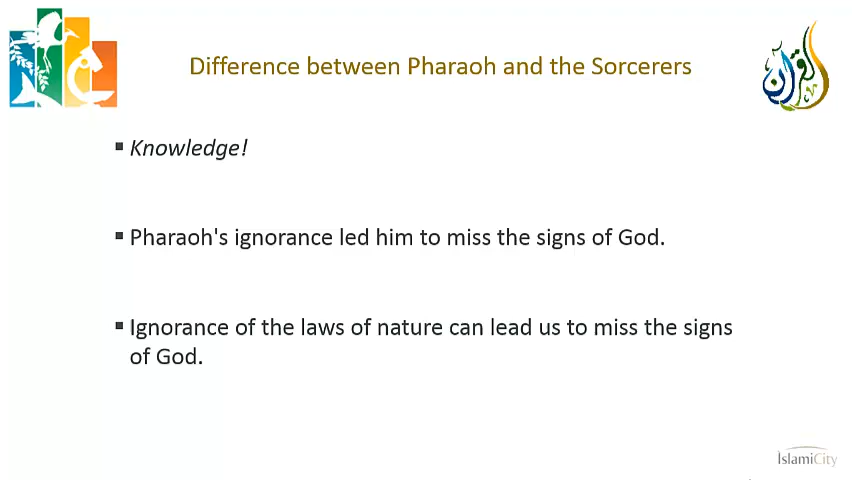 Difference between Pharaoh and the Sorcerers
القرآن
▪ Knowledge!
▪ Pharaoh's ignorance led him to miss the signs of God.
▪ Ignorance of the laws of nature can lead us to miss the signs
of God.
IslamiCity